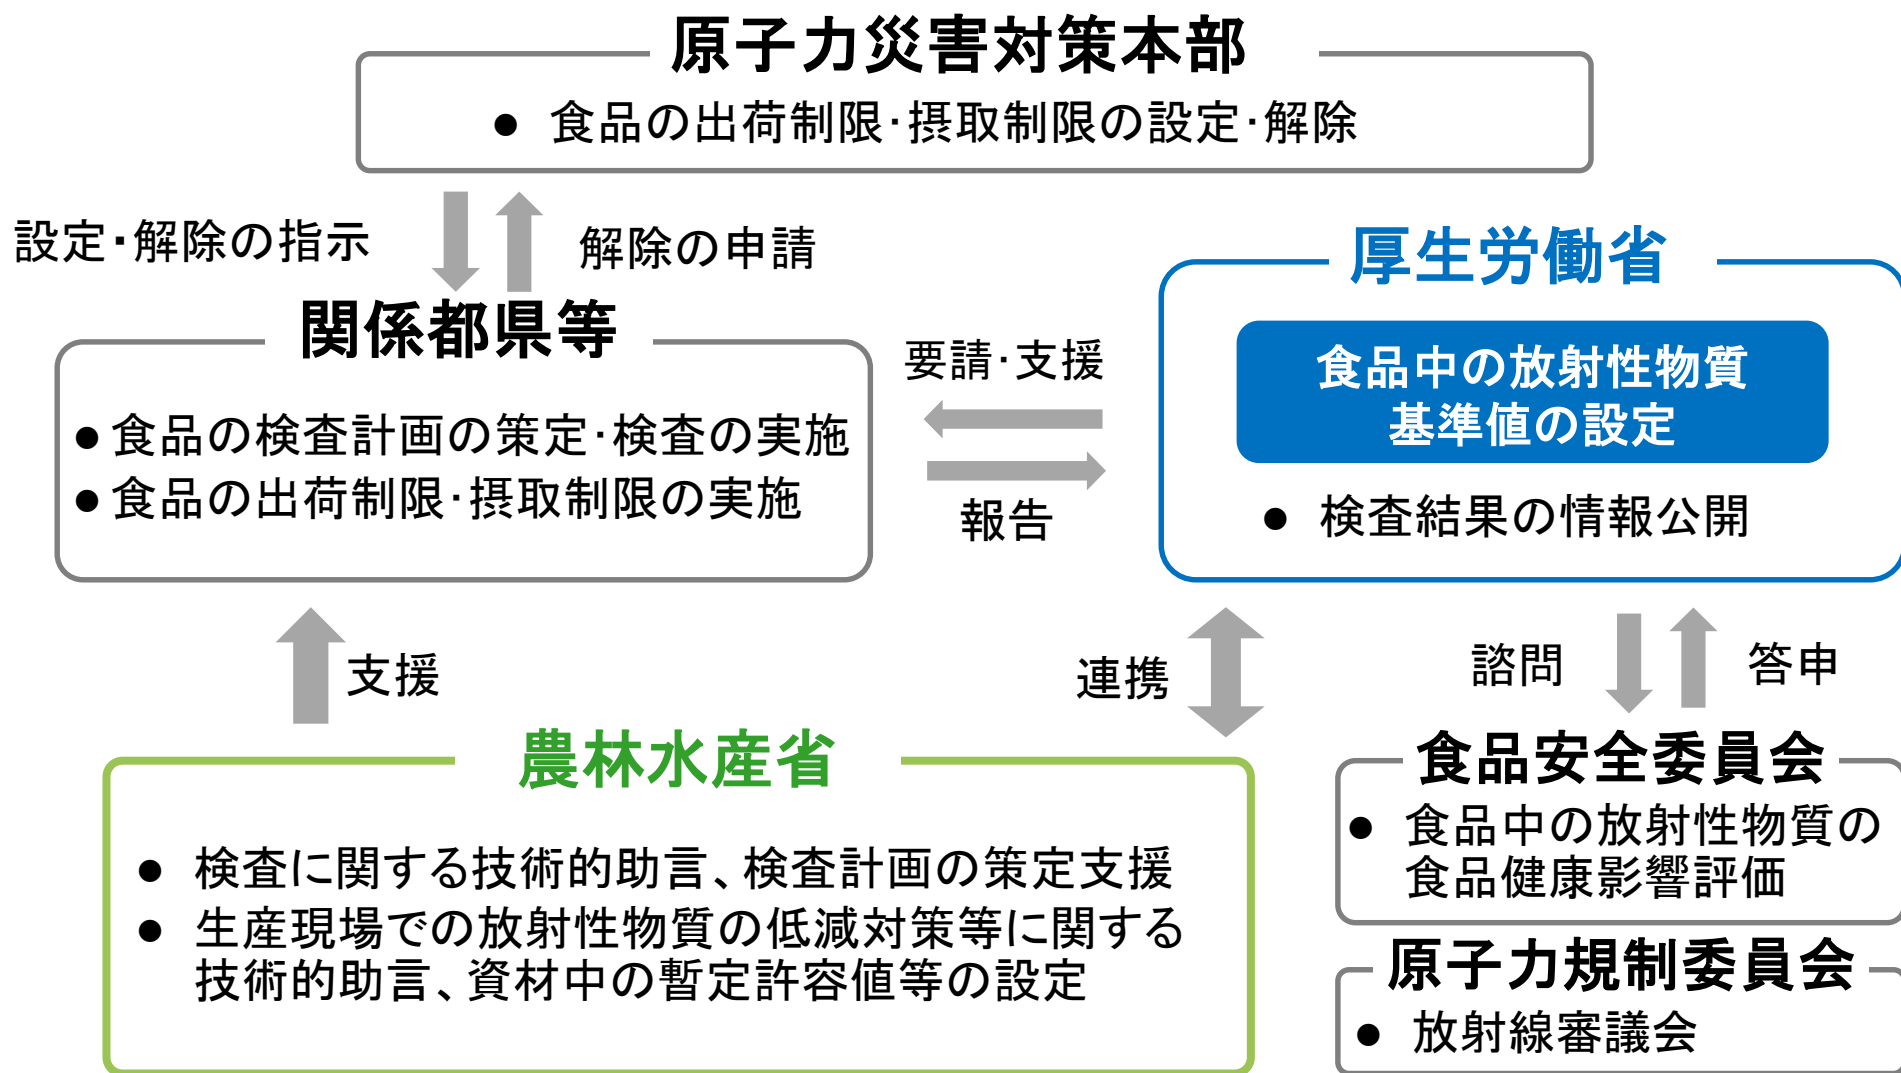 原子力災害対策本部
● 食品の出荷制限・摂取制限の設定・解除
設定・解除の指示
解除の申請
関係都県等
● 食品の検査計画の策定・検査の実施
● 食品の出荷制限・摂取制限の実施
要請・支援
報告
厚生労働省
食品中の放射性物質
基準値の設定
● 検査結果の情報公開
支援
連携
諮問
答申
農林水産省
● 検査に関する技術的助言、検査計画の策定支援
● 生産現場での放射性物質の低減対策等に関する
技術的助言、資材中の暫定許容値等の設定
食品安全委員会
● 食品中の放射性物質の
食品健康影響評価
原子力規制委員会
● 放射線審議会